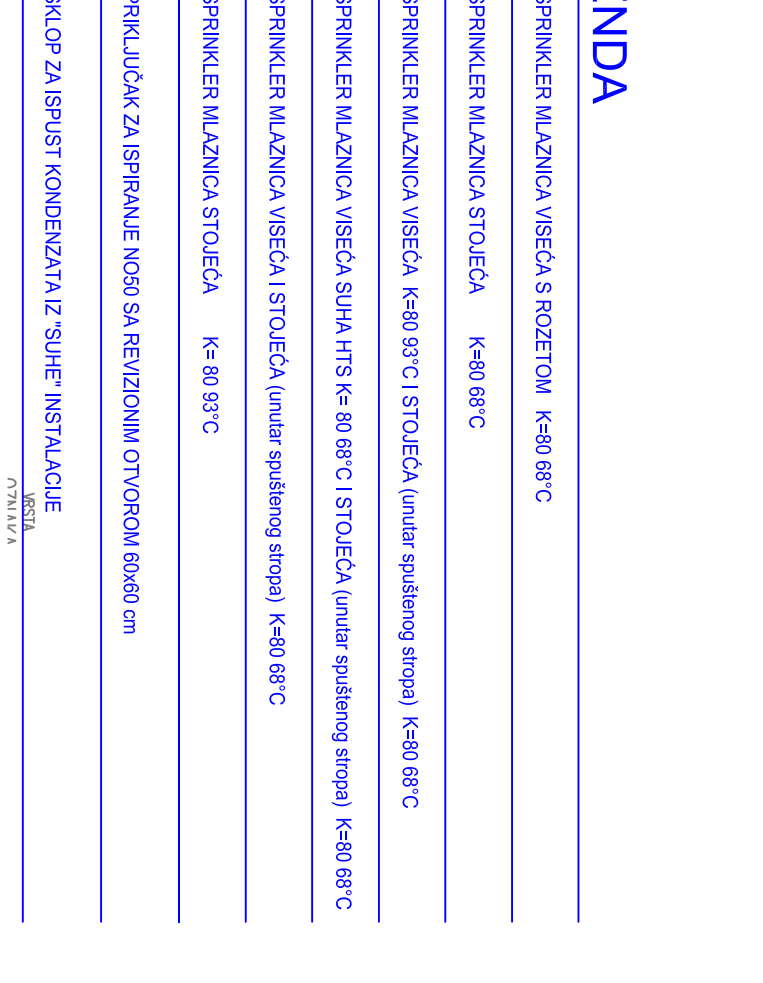 ENDA
SPRINKLER MLAZNICA VISEĆA S ROZETOM K=80 68°C
SPRINKLER MLAZNICA STOJEĆA K=80 68°C
SPRINKLER MLAZNICA VISEĆA K=80 93°C I STOJEĆA (unutar spuštenog stropa) K=80 68°C
SPRINKLER MLAZNICA VISEĆA SUHA HTS K= 80 68°C I STOJEĆA (unutar spuštenog stropa) K=80 68°C
SPRINKLER MLAZNICA VISEĆA I STOJEĆA (unutar spuštenog stropa) K=80 68°C
SPRINKLER MLAZNICA STOJEĆA K= 80 93°C
PRIKLJUČAK ZA ISPIRANJE NO50 SA REVIZIONIM OTVOROM 60x60 cm
SKLOP ZA ISPUST KONDENZATA IZ "SUHE" INSTALACIJE
VRSTA
OZNAKA